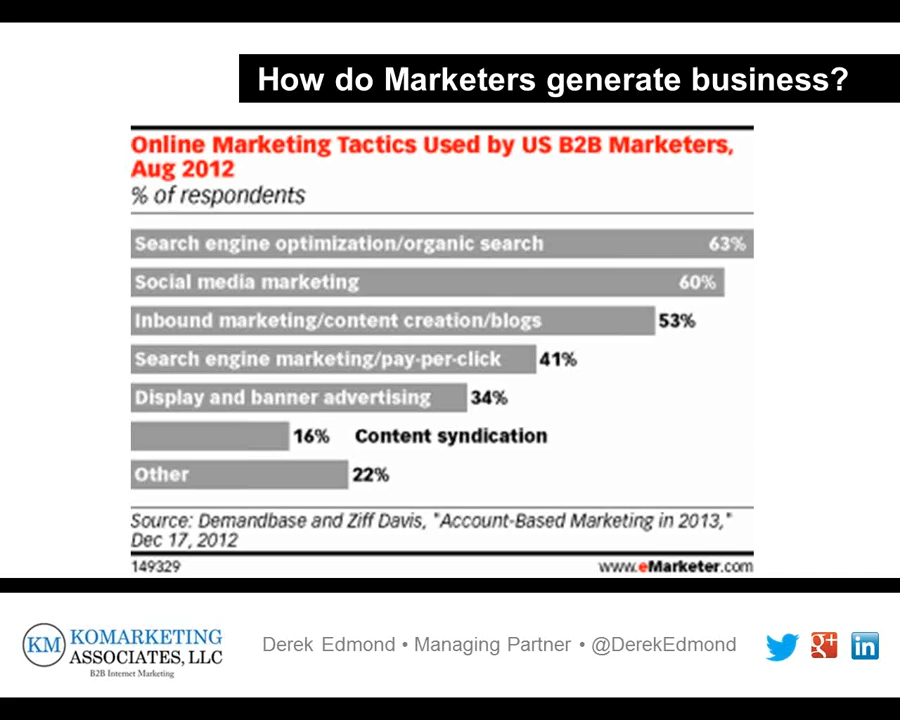 How do Marketers generate business?
Online Marketing Tactics Used by US B2B Marketers,
Aug 2012
% of respondents
Search engine optimization/organic search 63%
Social media marketing 60%
Inbound marketing/content creation/blogs 53%
Search engine marketing/pay-per-click 41%
Display and banner advertising 34%
16% Content syndication
Other 22%
Source: Demandbase and Ziff Davis, "Account-Based Marketing in 2013,"
Dec 17, 2012
149329 www.eMarketer.com
KM KOMARKETING
ASSOCIATES, LLC
B2B Internet Marketing
Derek Edmond • Managing Partner • @DerekEdmond
g+ in